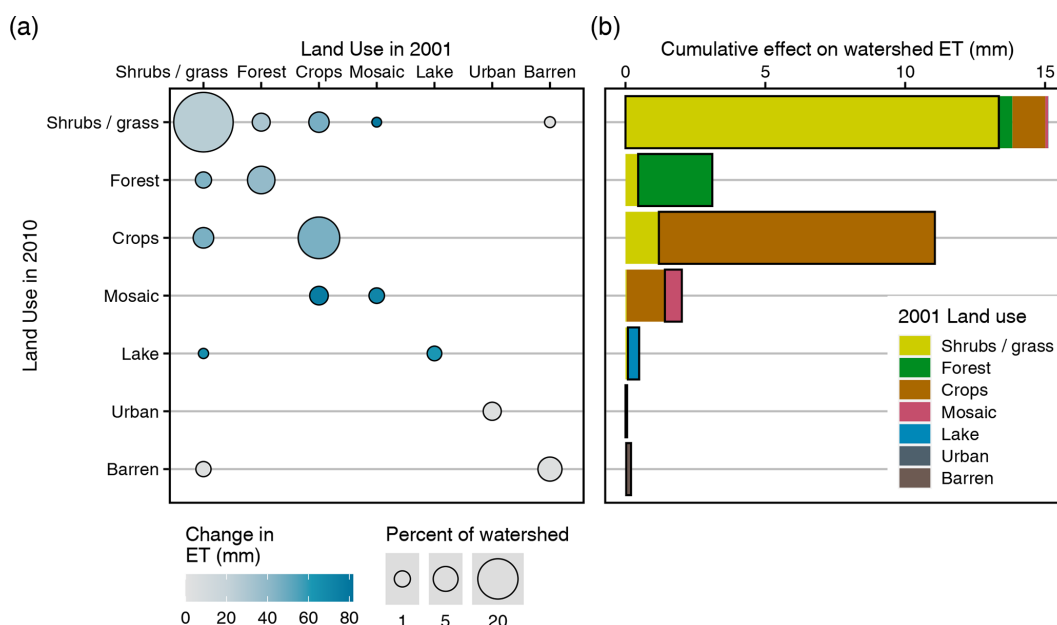 (a)
Land Use in 2001
Shrubs / grass Forest Crops Mosaic Lake Urban Barren
Land Use in 2010
Shrubs / grass
Forest
Crops
Mosaic
Lake
Urban
Barren
Change in
ET (mm)
0 20 40 60 80
Percent of watershed
1 5 20
(b)
Cumulative effect on watershed ET (mm)
0 5 10 15
2001 Land use
Shrubs / grass
Forest
Crops
Mosaic
Lake
Urban
Barren